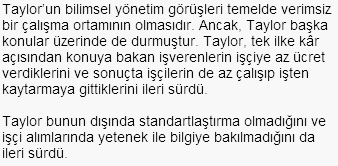 Taylor'un bilimsel yönetim görüşleri temelde verimsiz
bir çalışma ortamının olmasıdır. Ancak, Taylor başka
konular üzerinde de durmuştur. Taylor, tek ilke kâr
açısından konuya bakan işverenlerin işçiye az ücret
verdiklerini ve sonuçta işçilerin de az çalışıp işten
kaytarmaya gittiklerini ileri sürdü.

Taylor bunun dışında standartlaştırma olmadığını ve
işçi alımlarında yetenek ile bilgiye bakılmadığını da
ileri sürdü.